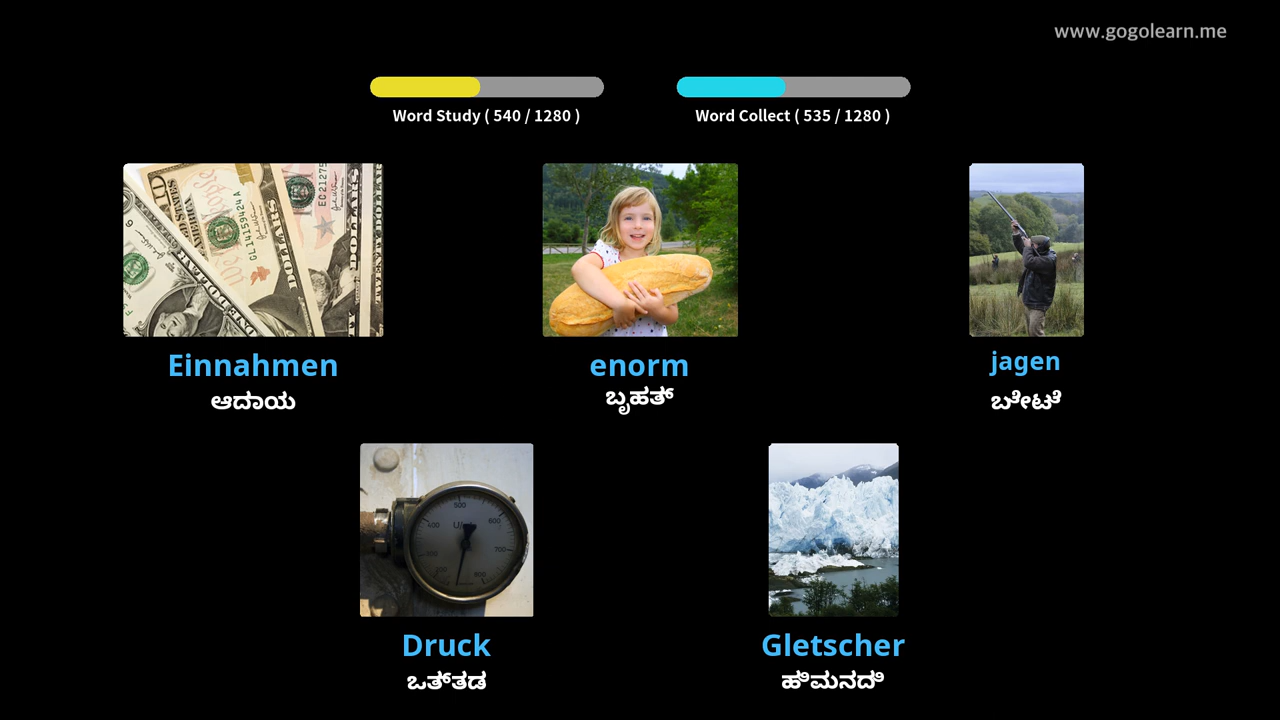 www.gogolearn.me
Word Study ( 540 / 1280 )
Word Collect ( 535 / 1280 )
Einnahmen
ಆದಾಯ
enorm
ಬೃಹತ್
jagen
ಬೇಟೆ
Druck
ಒತ್ತಡ
Gletscher
ಹಿಮನದಿ